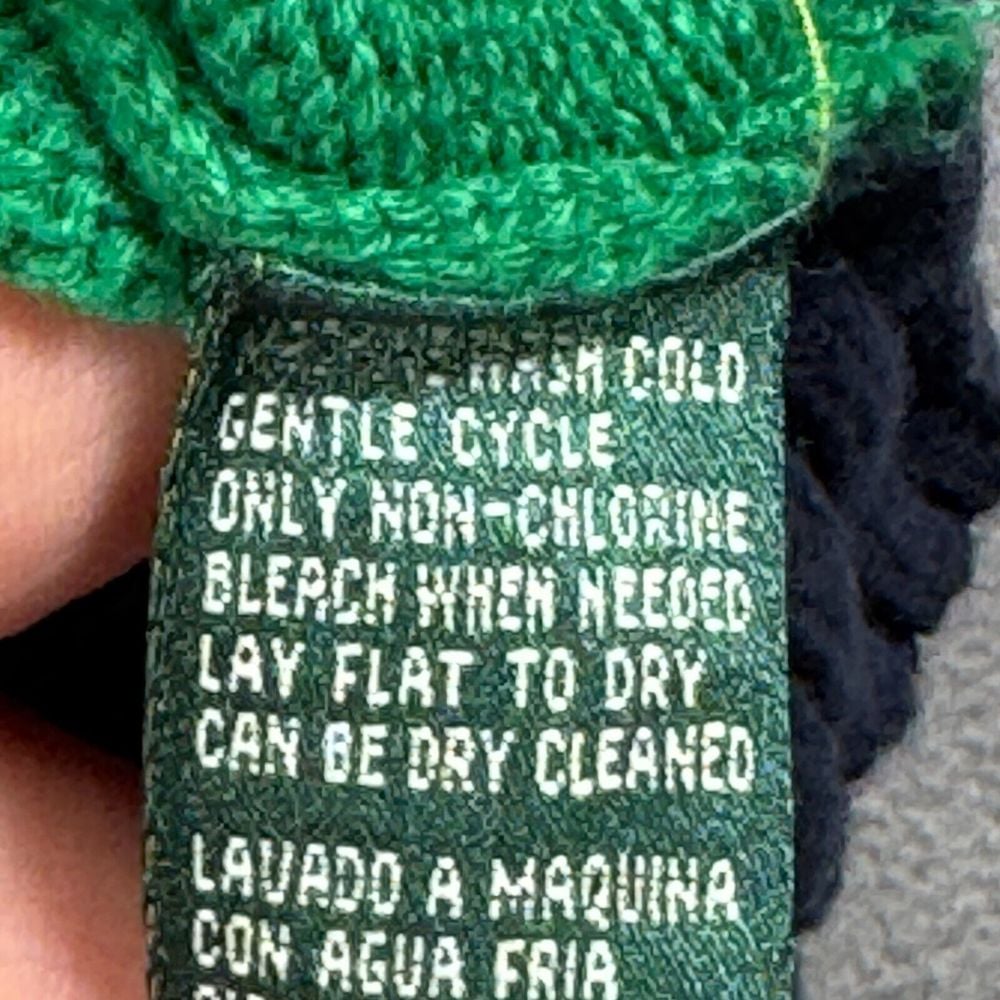 WASH COLD
GENTLE CYCLE
ONLY NON-CHLORINE
BLEACH WHEN NEEDED
LAY FLAT TO DRY
CAN BE DRY CLEANED
LAVADO A MAQUINA
CON AGUA FRIA